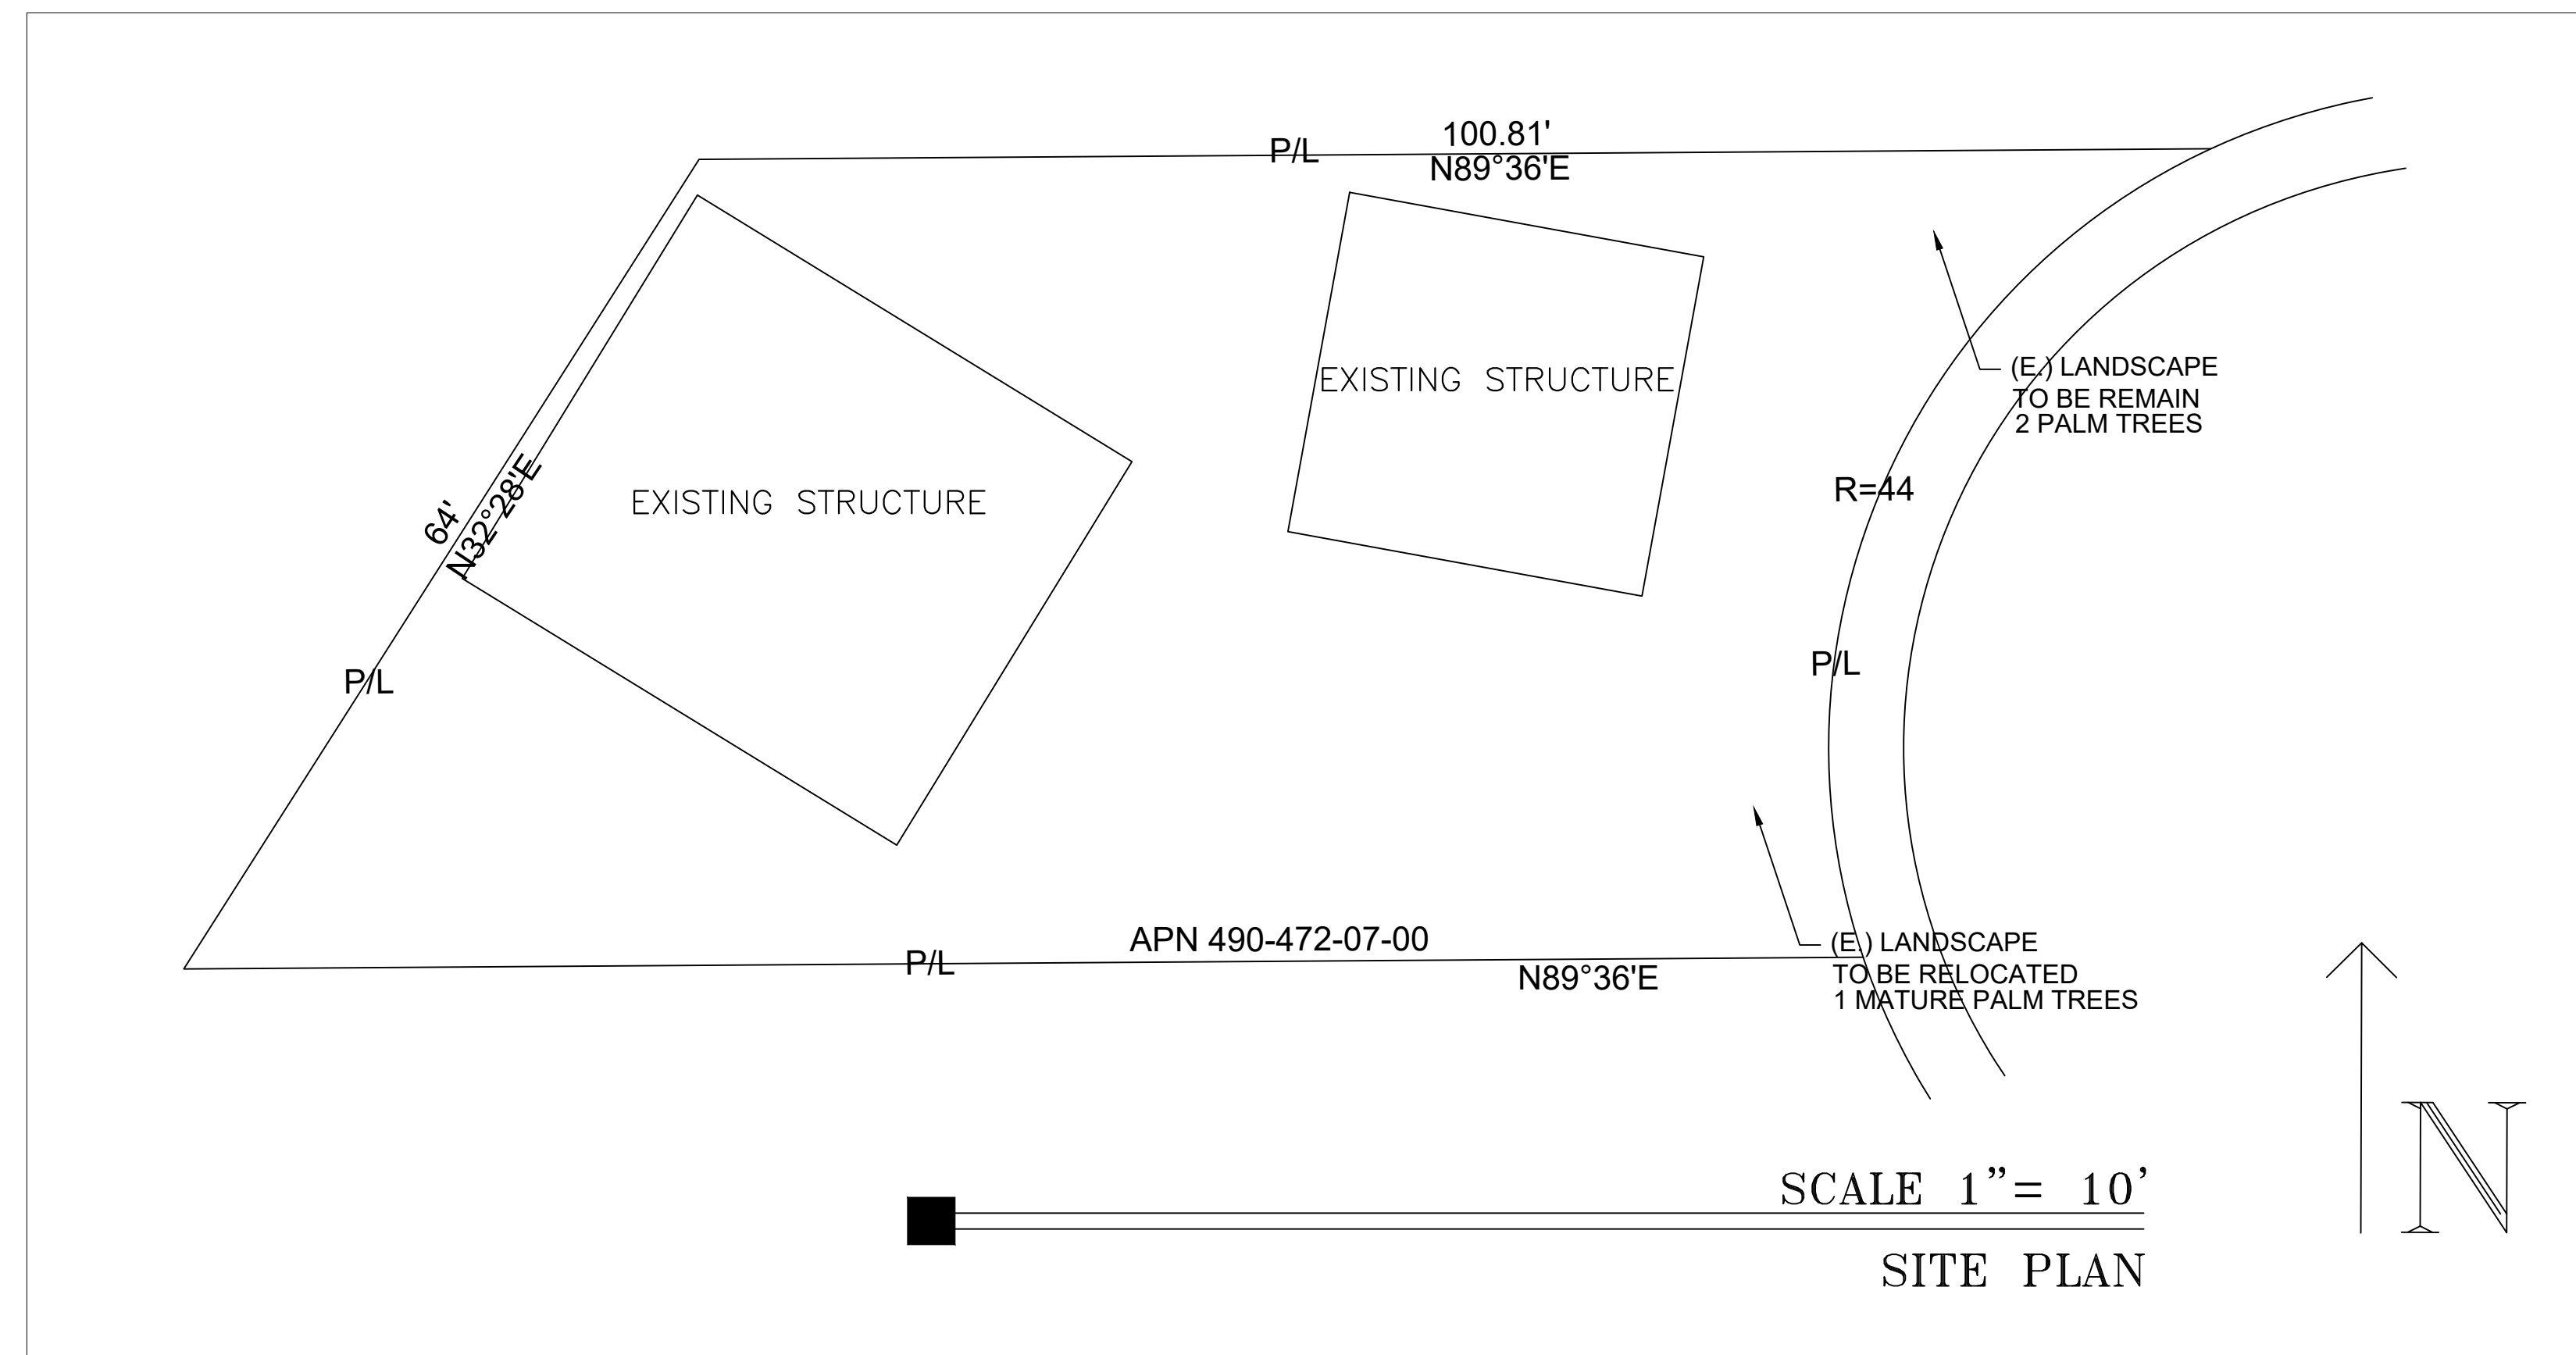 100.81'
P/L
N89°36'E
EXISTING STRUCTURE
(E.) LANDSCAPE
TO BE REMAIN
2 PALM TREES
64'
N32°28'E
EXISTING STRUCTURE
R=44
P/L
P/L
APN 490-472-07-00
P/L
N89°36'E
(E.) LANDSCAPE
TO BE RELOCATED
1 MATURE PALM TREES
SCALE 1”= 10’
SITE PLAN
N